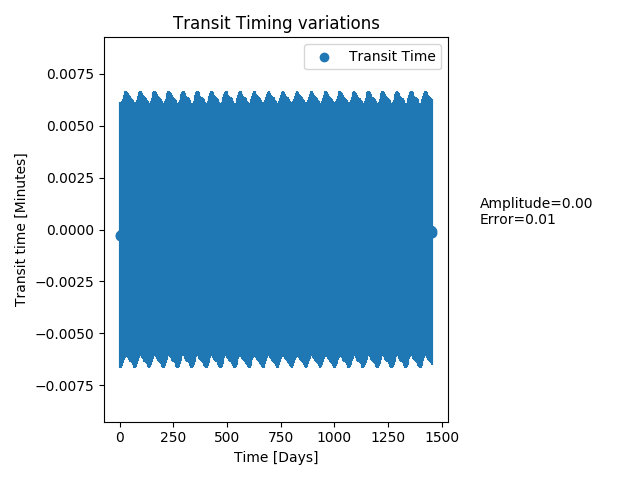 Transit Timing variations
Transit Time
0.0075
0.0050
0.0025
0.0000
−0.0025
−0.0050
−0.0075
Transit time [Minutes]
0
250
500
750
1000
1250
1500
Time [Days]
Amplitude=0.00
Error=0.01